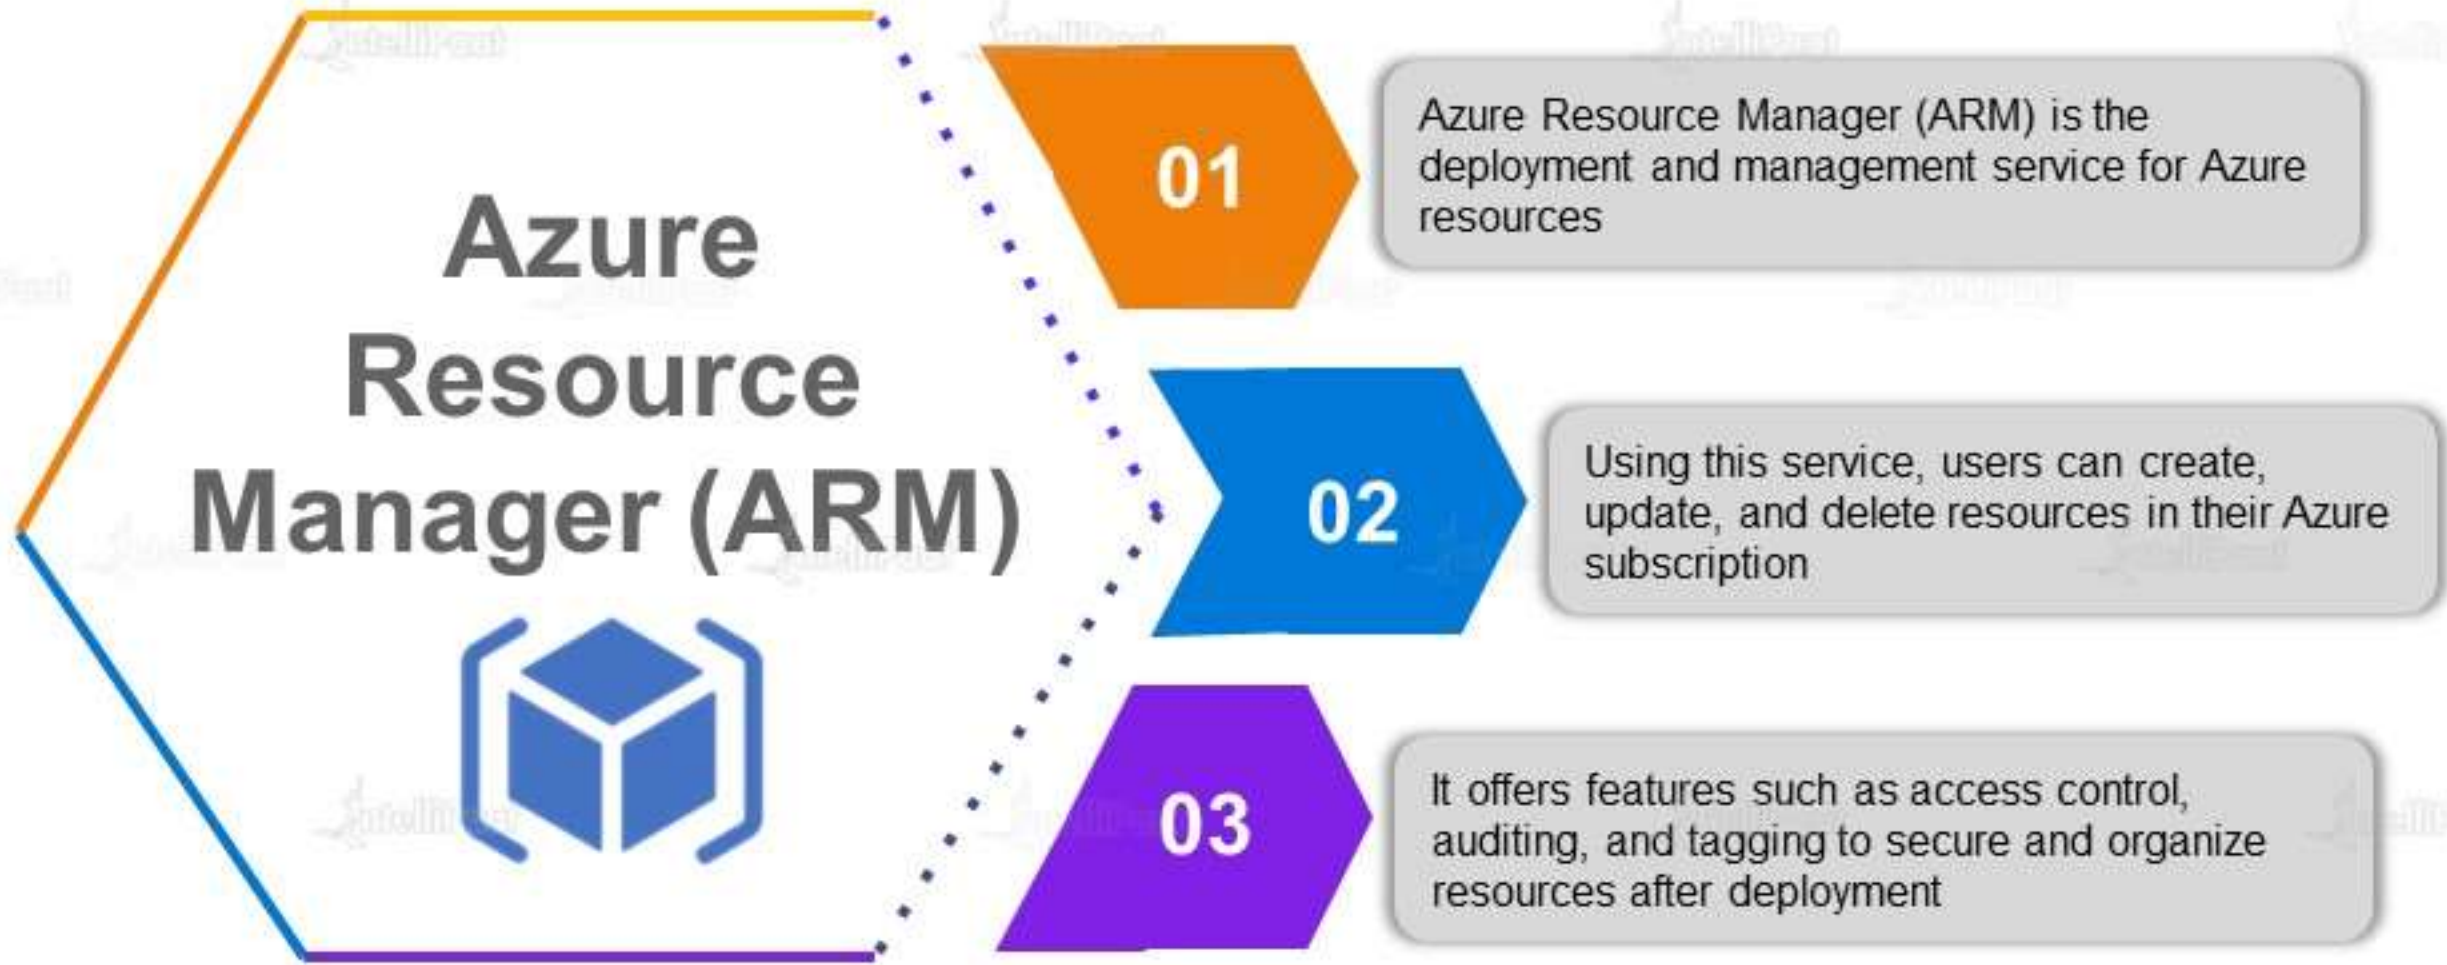 Azure
Resource
Manager (ARM)
01
Azure Resource Manager (ARM) is the
deployment and management service for Azure
resources
02
Using this service, users can create,
update, and delete resources in their Azure
subscription
03
It offers features such as access control,
auditing, and tagging to secure and organize
resources after deployment